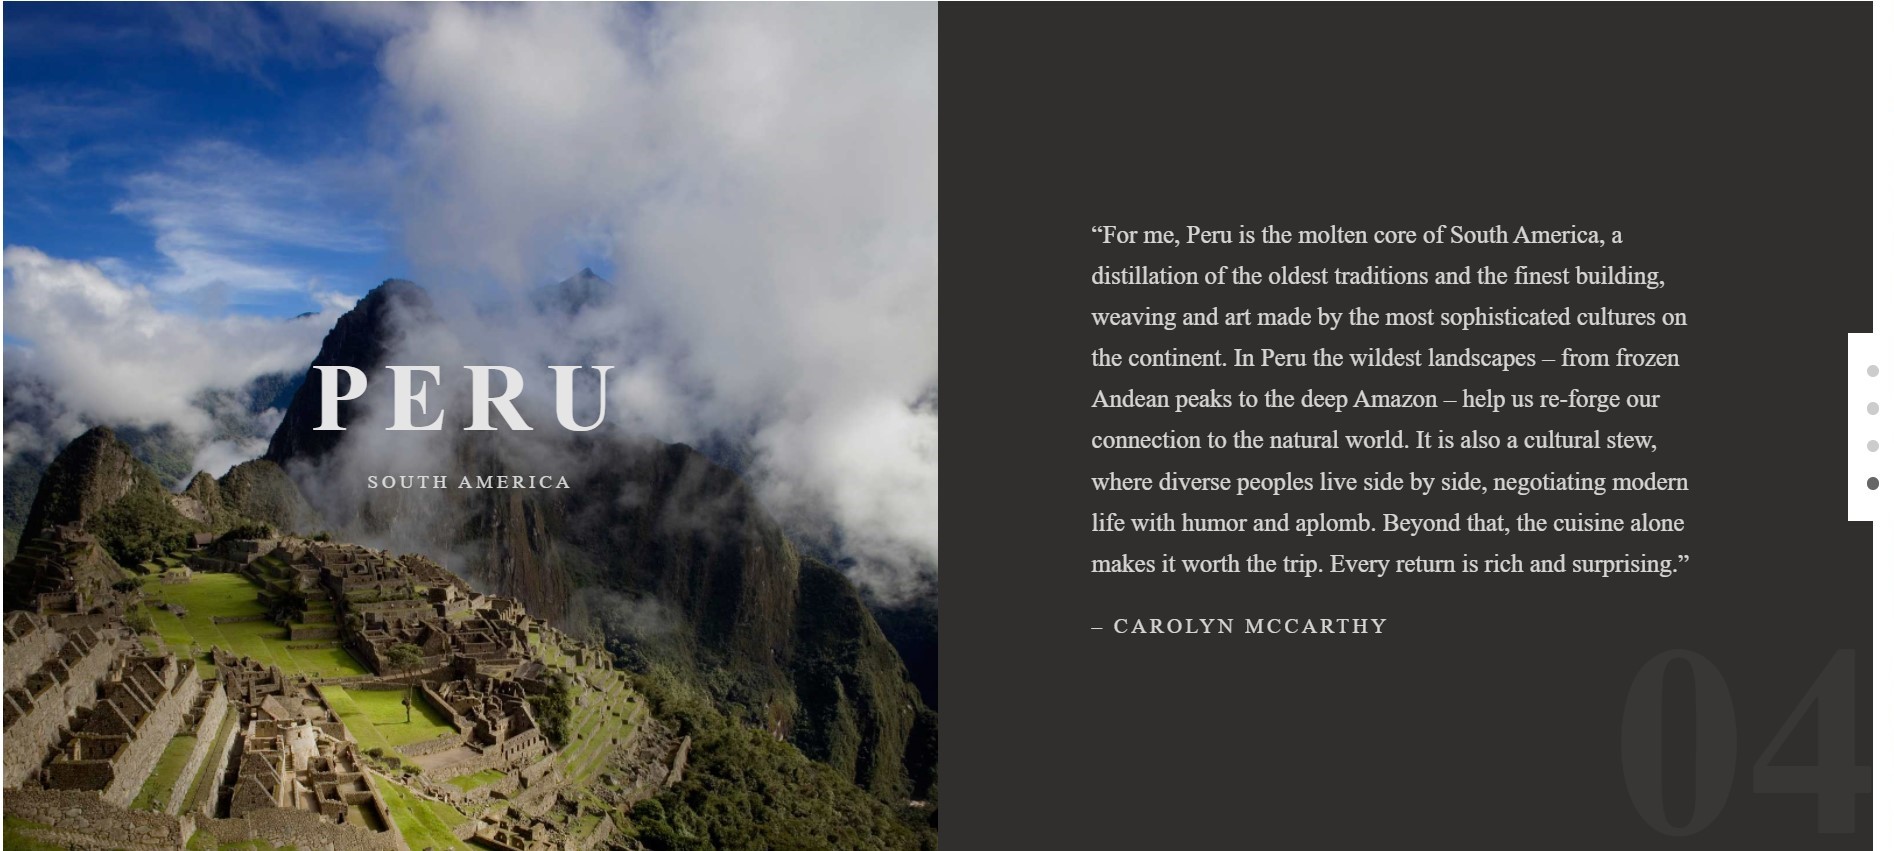 PERU
SOUTH AMERICA
“For me, Peru is the molten core of South America, a
distillation of the oldest traditions and the finest building,
weaving and art made by the most sophisticated cultures on
the continent. In Peru the wildest landscapes – from frozen
Andean peaks to the deep Amazon – help us re-forge our
connection to the natural world. It is also a cultural stew,
where diverse peoples live side by side, negotiating modern
life with humor and aplomb. Beyond that, the cuisine alone
makes it worth the trip. Every return is rich and surprising.”
– CAROLYN MCCARTHY
04